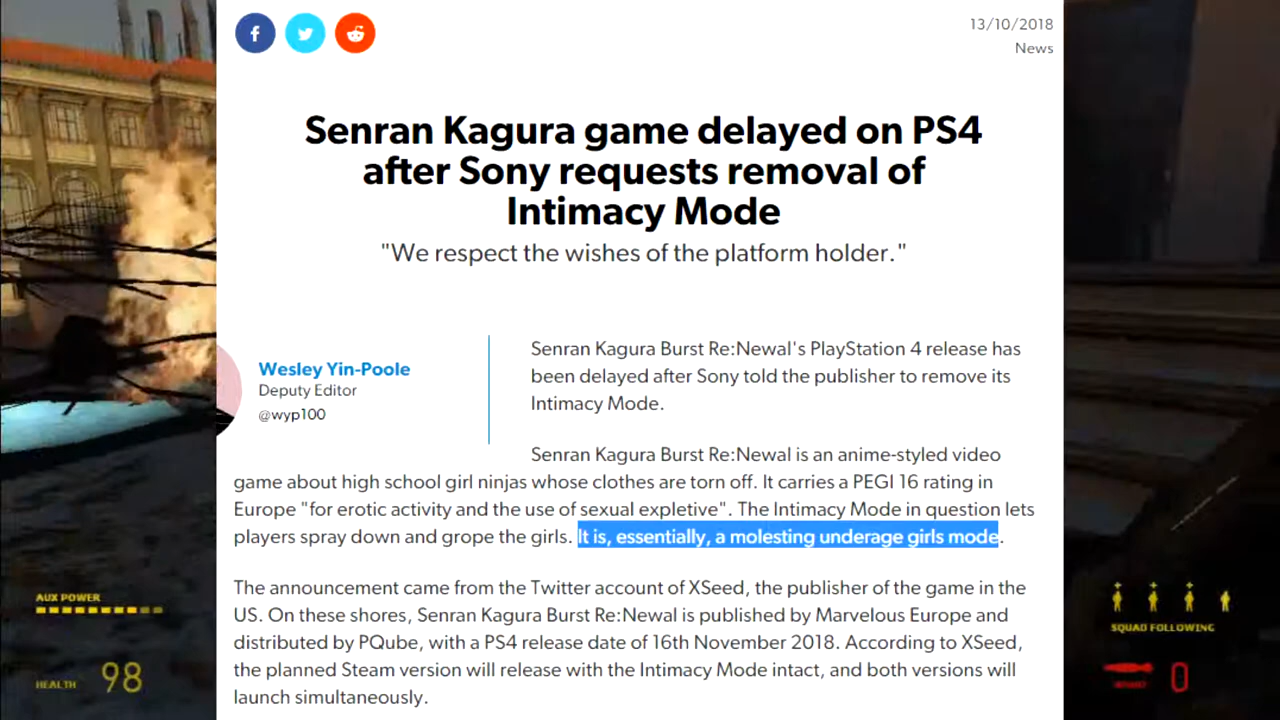 13/10/2018
News
Senran Kagura game delayed on PS4
after Sony requests removal of
Intimacy Mode
"We respect the wishes of the platform holder."
Wesley Yin-Poole
Deputy Editor
@wyp100
Senran Kagura Burst Re:Newal's PlayStation 4 release has
been delayed after Sony told the publisher to remove its
Intimacy Mode.
Senran Kagura Burst Re:Newal is an anime-styled video
game about high school girl ninjas whose clothes are torn off. It carries a PEGI 16 rating in
Europe "for erotic activity and the use of sexual expletive". The Intimacy Mode in question lets
players spray down and grope the girls. It is, essentially, a molesting underage girls mode.
The announcement came from the Twitter account of XSeed, the publisher of the game in the
US. On these shores, Senran Kagura Burst Re:Newal is published by Marvelous Europe and
distributed by PQube, with a PS4 release date of 16th November 2018. According to XSeed,
the planned Steam version will release with the Intimacy Mode intact, and both versions will
launch simultaneously.
AUX POWER
HEALTH 98
SQUAD FOLLOWING
0